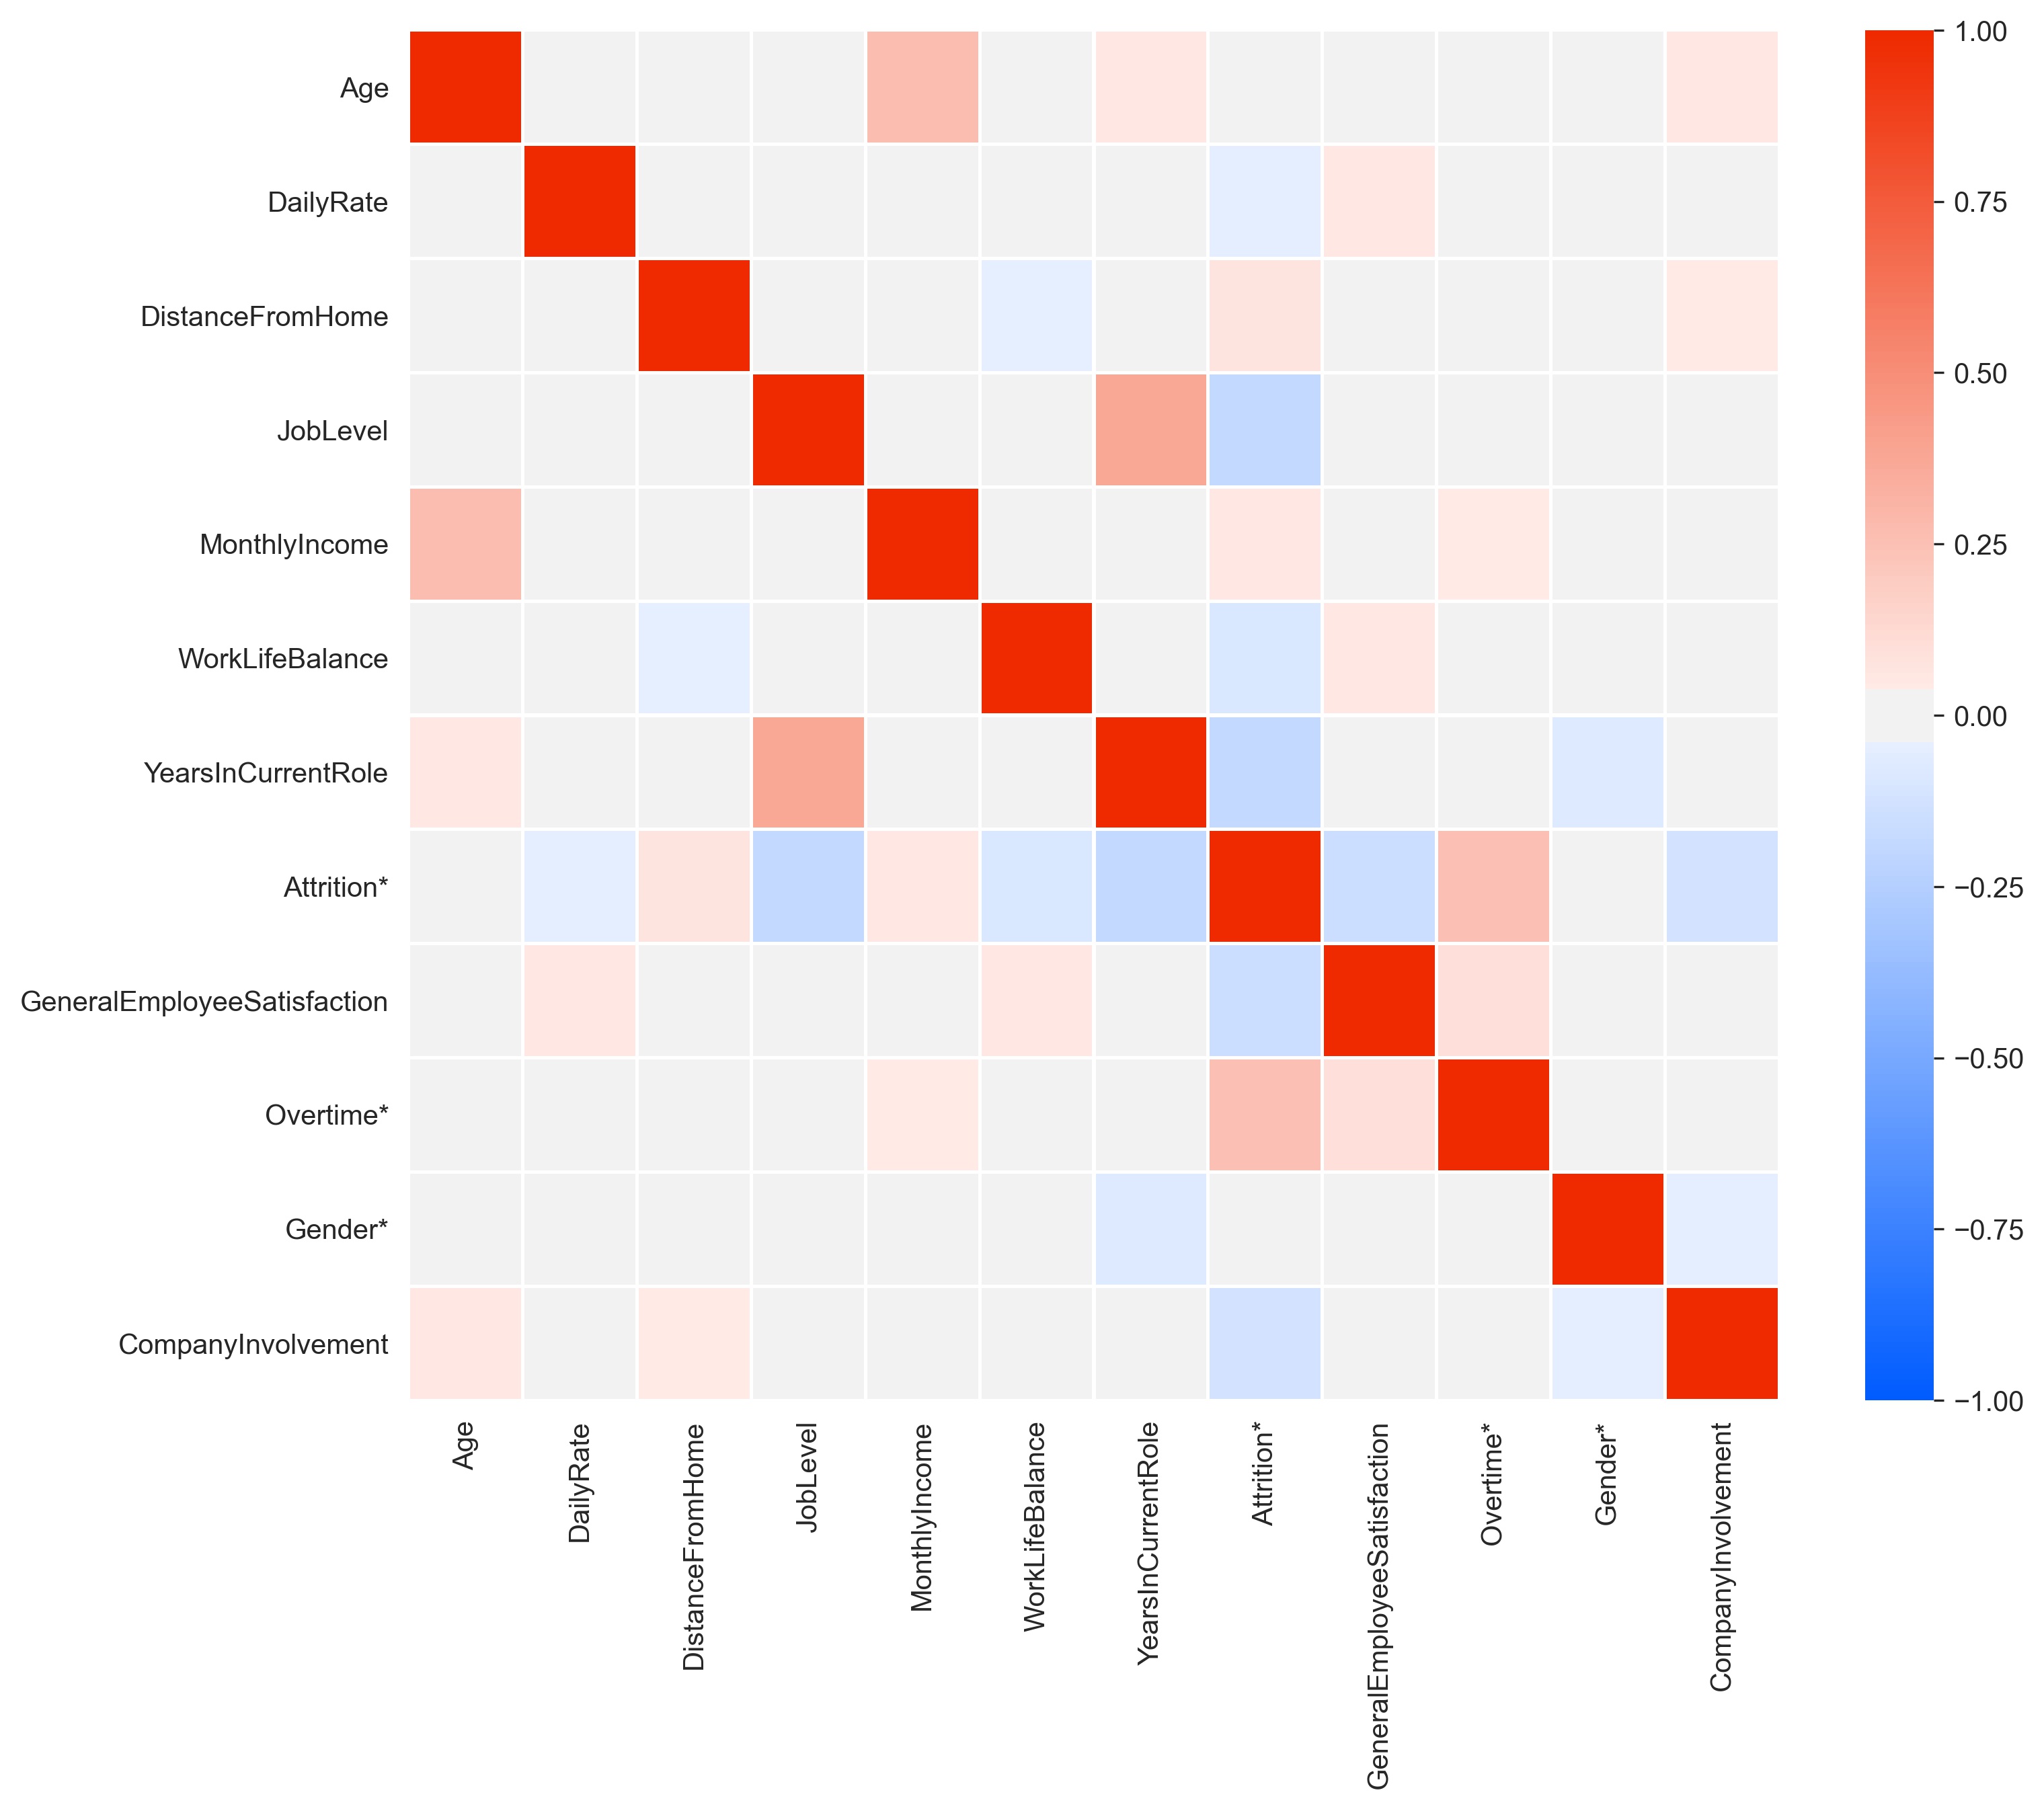 Age
DailyRate
DistanceFromHome
JobLevel
MonthlyIncome
WorkLifeBalance
YearsInCurrentRole
Attrition*
GeneralEmployeeSatisfaction
Overtime*
Gender*
CompanyInvolvement
Age
DailyRate
DistanceFromHome
JobLevel
MonthlyIncome
WorkLifeBalance
YearsInCurrentRole
Attrition*
GeneralEmployeeSatisfaction
Overtime*
Gender*
CompanyInvolvement
1.00
0.75
0.50
0.25
0.00
−0.25
−0.50
−0.75
−1.00